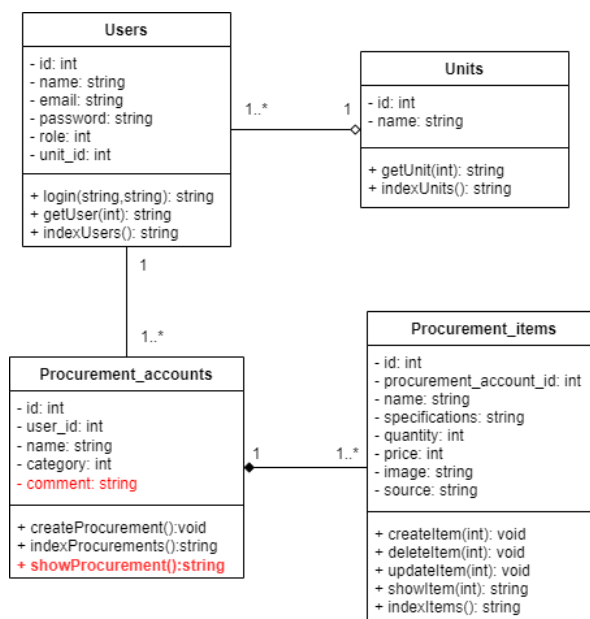 Users
- id: int
- name: string
- email: string
- password: string
- role: int
- unit_id: int
+ login(string,string): string
+ getUser(int): string
+ indexUsers(): string
1..*
1
Units
- id: int
- name: string
+ getUnit(int): string
+ indexUnits(): string
1
1..*
Procurement_accounts
- id: int
- user_id: int
- name: string
- category: int
- comment: string
+ createProcurement():void
+ indexProcurements():string
+ showProcurement():string
1
1..*
Procurement_items
- id: int
- procurement_account_id: int
- name: string
- specifications: string
- quantity: int
- price: int
- image: string
- source: string
+ createItem(int): void
+ deleteItem(int): void
+ updateItem(int): void
+ showItem(int): string
+ indexItems(): string